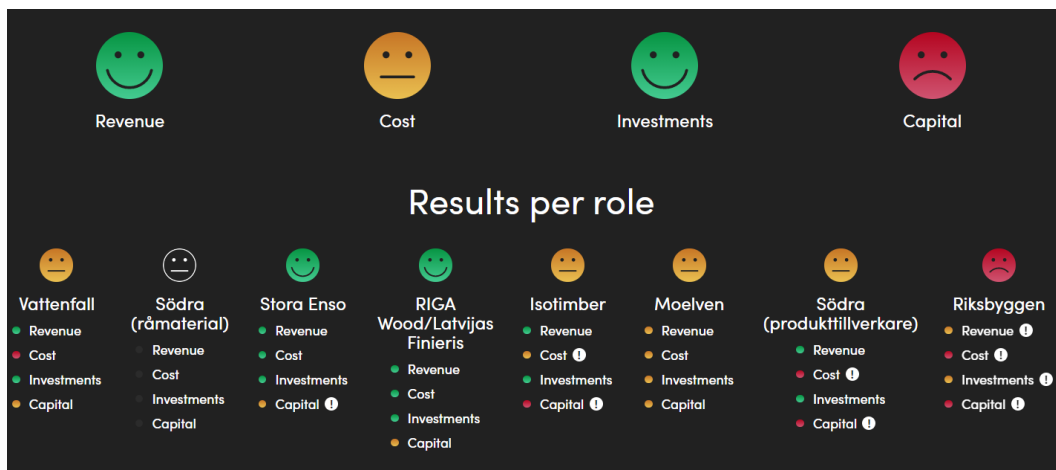 Revenue
Cost
Investments
Capital
Results per role
Vattenfall
Revenue
Cost
Investments
Capital
Södra
(råmaterial)
Revenue
Cost
Investments
Capital
Stora Enso
Revenue
Cost
Investments
Capital !
RIGA
Wood/Latvijas
Finieris
Revenue
Cost
Investments
Capital
Isotimber
Revenue
Cost !
Investments
Capital !
Moelven
Revenue
Cost
Investments
Capital
Södra
(produkttillverkare)
Revenue
Cost !
Investments
Capital !
Riksbyggen
Revenue !
Cost !
Investments !
Capital !